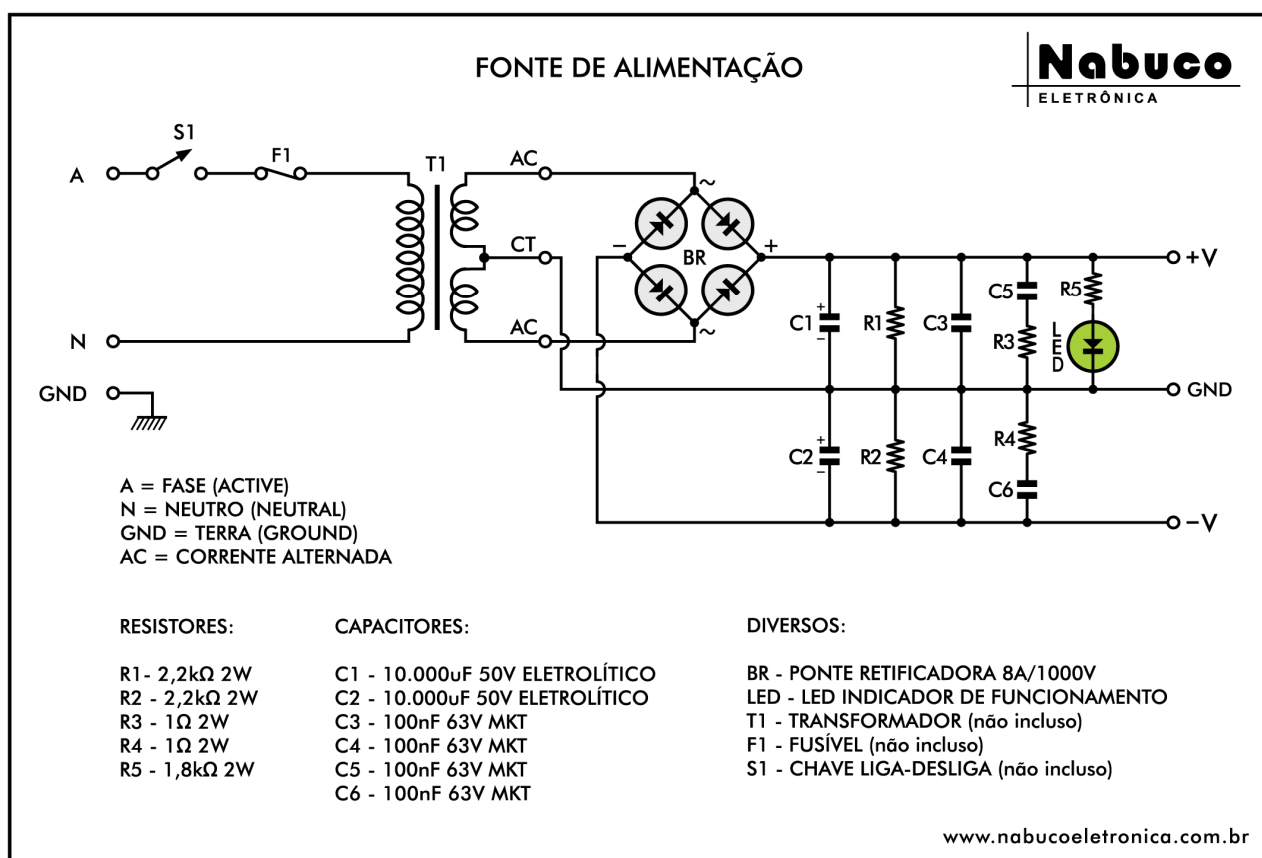 FONTE DE ALIMENTAÇÃO
Nabuco
ELETRÔNICA
S1
A
F1
T1
AC
~
CT
−
BR
+
+V
C5
R5
+
C1
−
R1
C3
R3
LED
N
AC
~
GND
GND
+
C2
−
R2
C4
R4
C6
−V
A = FASE (ACTIVE)
N = NEUTRO (NEUTRAL)
GND = TERRA (GROUND)
AC = CORRENTE ALTERNADA
RESISTORES:
R1- 2,2kΩ 2W
R2 - 2,2kΩ 2W
R3 - 1Ω 2W
R4 - 1Ω 2W
R5 - 1,8kΩ 2W
CAPACITORES:
C1 - 10.000uF 50V ELETROLÍTICO
C2 - 10.000uF 50V ELETROLÍTICO
C3 - 100nF 63V MKT
C4 - 100nF 63V MKT
C5 - 100nF 63V MKT
C6 - 100nF 63V MKT
DIVERSOS:
BR - PONTE RETIFICADORA 8A/1000V
LED - LED INDICADOR DE FUNCIONAMENTO
T1 - TRANSFORMADOR (não incluso)
F1 - FUSÍVEL (não incluso)
S1 - CHAVE LIGA-DESLIGA (não incluso)
www.nabucoeletronica.com.br